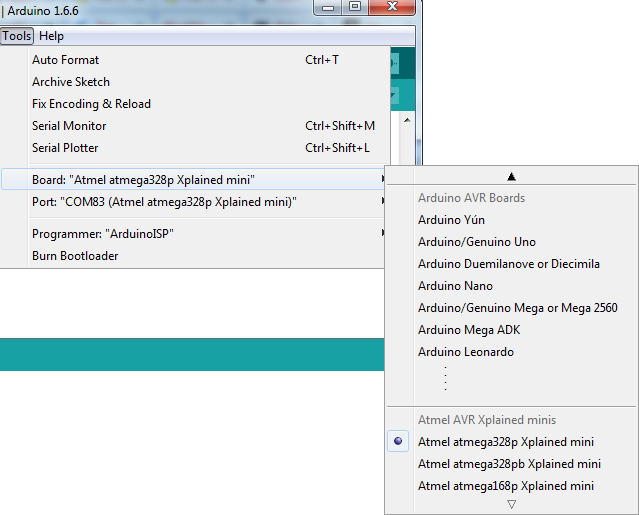 | Arduino 1.6.6
Tools Help
Auto Format Ctrl+T
Archive Sketch
Fix Encoding & Reload
Serial Monitor Ctrl+Shift+M
Serial Plotter Ctrl+Shift+L
Board: "Atmel atmega328p Xplained mini"
Port: "COM83 (Atmel atmega328p Xplained mini)"
Programmer: "ArduinoISP"
Burn Bootloader
Arduino AVR Boards
Arduino Yún
Arduino/Genuino Uno
Arduino Duemilanove or Diecimila
Arduino Nano
Arduino/Genuino Mega or Mega 2560
Arduino Mega ADK
Arduino Leonardo
Atmel AVR Xplained minis
Atmel atmega328p Xplained mini
Atmel atmega328pb Xplained mini
Atmel atmega168p Xplained mini